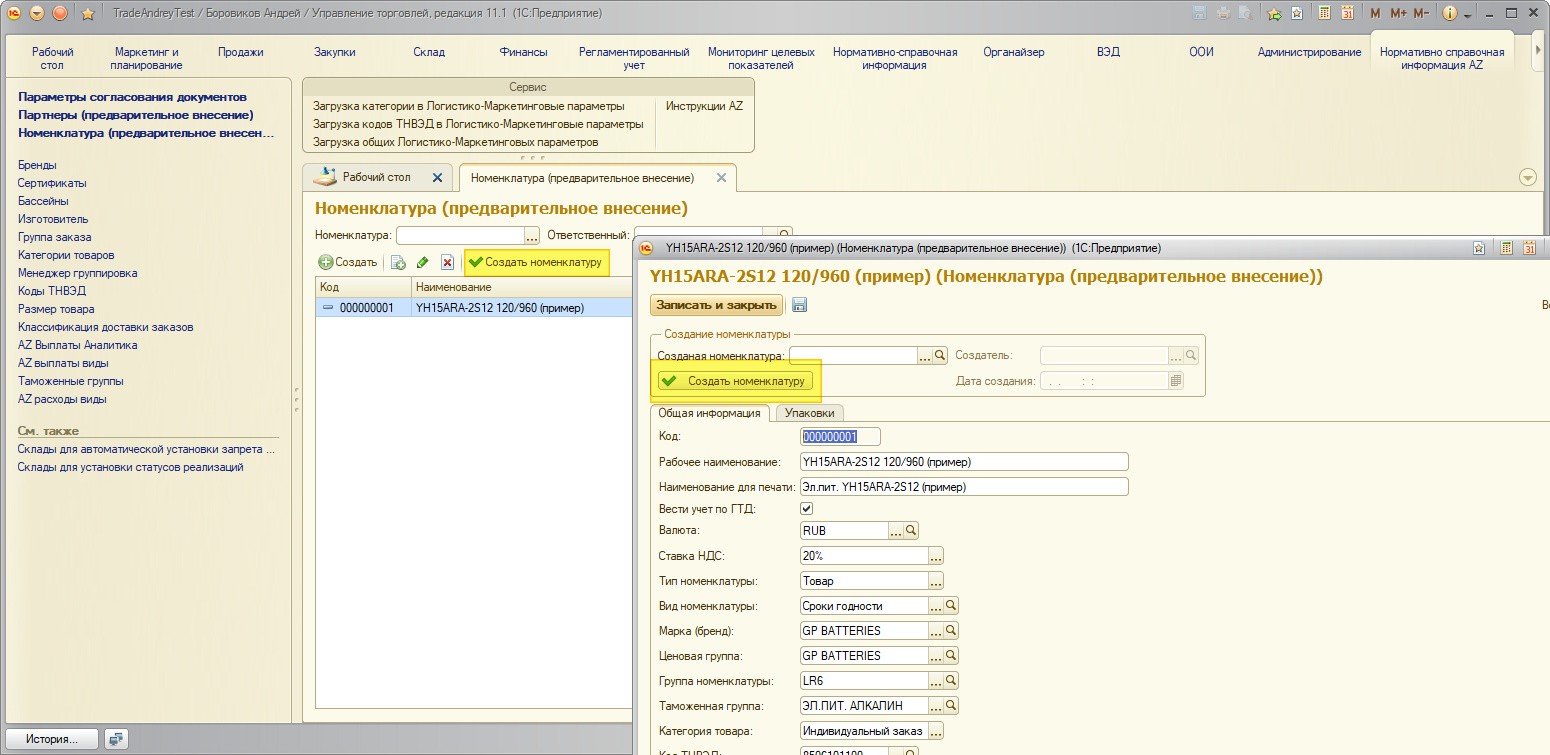 TradeAndreyTest / Боровиков Андрей / Управление торговлей, редакция 11.1 (1С:Предприятие)
M M+ M-
Рабочий стол
Маркетинг и планирование
Продажи
Закупки
Склад
Финансы
Регламентированный учет
Мониторинг целевых показателей
Нормативно-справочная информация
Органайзер
ВЭД
ООИ
Администрирование
Нормативно справочная информация AZ
Параметры согласования документов
Партнеры (предварительное внесение)
Номенклатура (предварительное внесен...
Бренды
Сертификаты
Бассейны
Изготовитель
Группа заказа
Категории товаров
Менеджер группировка
Коды ТНВЭД
Размер товара
Классификация доставки заказов
AZ Выплаты Аналитика
AZ выплаты виды
Таможенные группы
AZ расходы виды
См. также
Склады для автоматической установки запрета ...
Склады для установки статусов реализаций
Сервис
Загрузка категории в Логистико-Маркетинговые параметры
Инструкции AZ
Загрузка кодов ТНВЭД в Логистико-Маркетинговые параметры
Загрузка общих Логистико-Маркетинговых параметров
Рабочий стол
Номенклатура (предварительное внесение)
Номенклатура (предварительное внесение)
Номенклатура: ...
Ответственный:
Создать
Создать номенклатуру
Код
Наименование
000000001
YH15ARA-2S12 120/960 (пример)
YH15ARA-2S12 120/960 (пример) (Номенклатура (предварительное внесение)) (1С:Предприятие)
YH15ARA-2S12 120/960 (пример) (Номенклатура (предварительное внесение))
Записать и закрыть
Создание номенклатуры
Созданая номенклатура: ...
Создатель: ...
Создать номенклатуру
Дата создания: . . : :
Общая информация
Упаковки
Код: 000000001
Рабочее наименование: YH15ARA-2S12 120/960 (пример)
Наименование для печати: Эл.пит. YH15ARA-2S12 (пример)
Вести учет по ГТД:
Валюта: RUB ...
Ставка НДС: 20% ...
Тип номенклатуры: Товар ...
Вид номенклатуры: Сроки годности ...
Марка (бренд): GP BATTERIES ...
Ценовая группа: GP BATTERIES ...
Группа номенклатуры: LR6 ...
Таможенная группа: ЭЛ.ПИТ. АЛКАЛИН ...
Категория товара: Индивидуальный заказ ...
Код ТНВЭД: 8506101100
История...